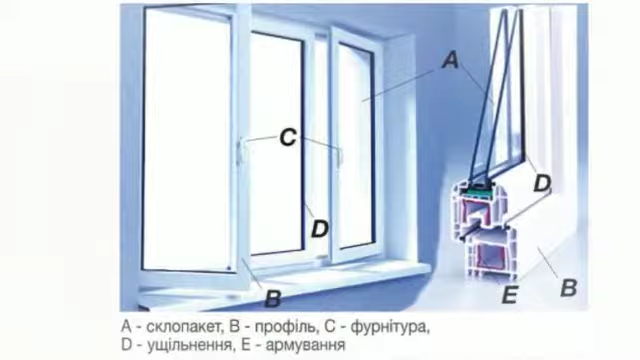 A
C
D
D
B
B
E
A - склопакет, B - профіль, C - фурнітура,
D - ущільнення, E - армування